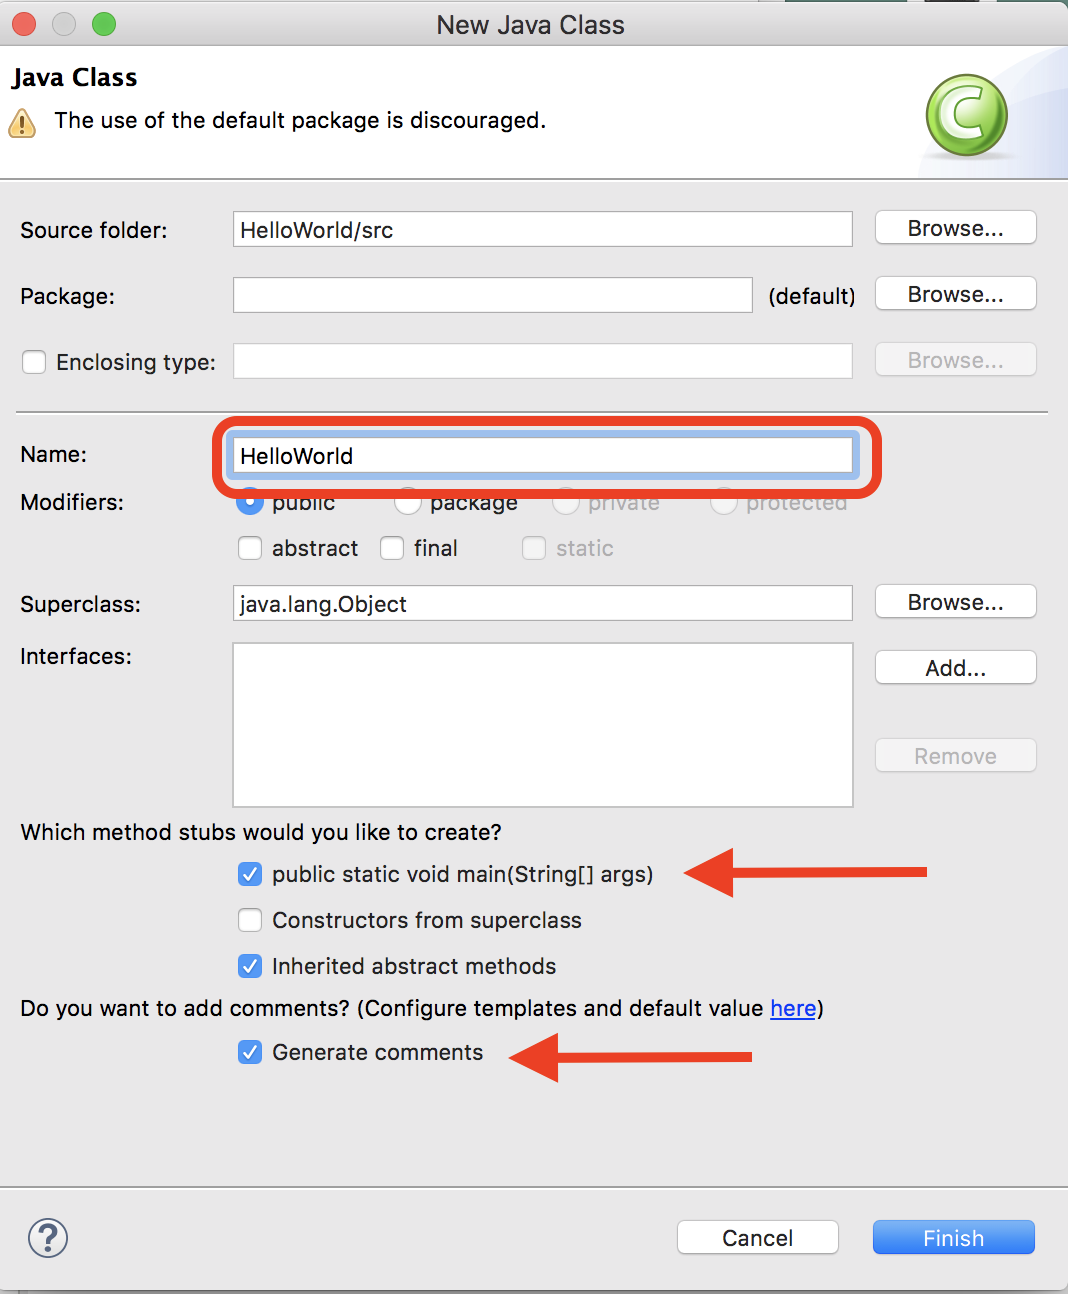 New Java Class
Java Class
The use of the default package is discouraged.
Source folder: HelloWorld/src Browse...
Package: (default) Browse...
Enclosing type: Browse...
Name: HelloWorld
Modifiers: public package private protected
abstract final static
Superclass: java.lang.Object Browse...
Interfaces: Add...
Remove
Which method stubs would you like to create?
public static void main(String[] args)
Constructors from superclass
Inherited abstract methods
Do you want to add comments? (Configure templates and default value here)
Generate comments
? Cancel Finish